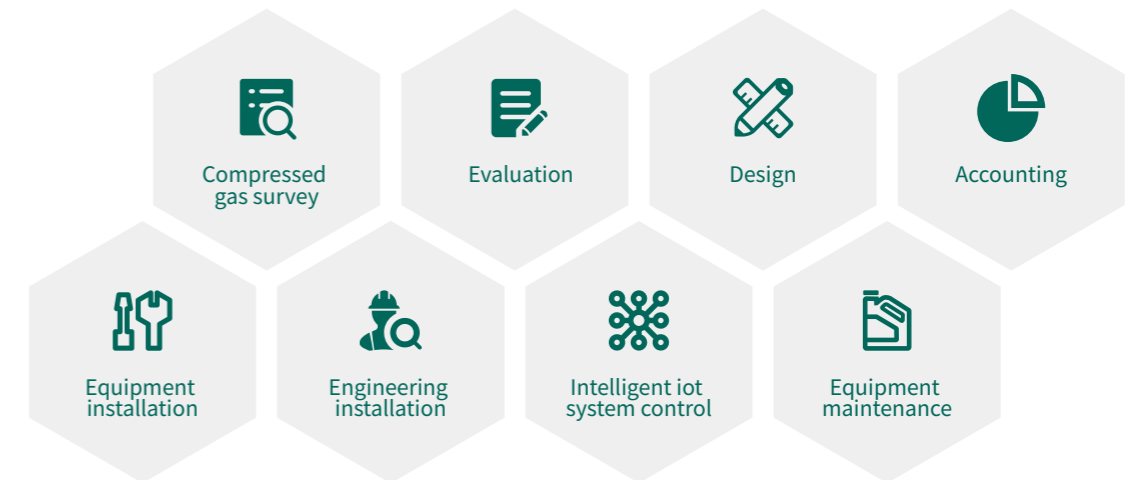 Compressed
gas survey
Evaluation
Design
Accounting
Equipment
installation
Engineering
installation
Intelligent iot
system control
Equipment
maintenance